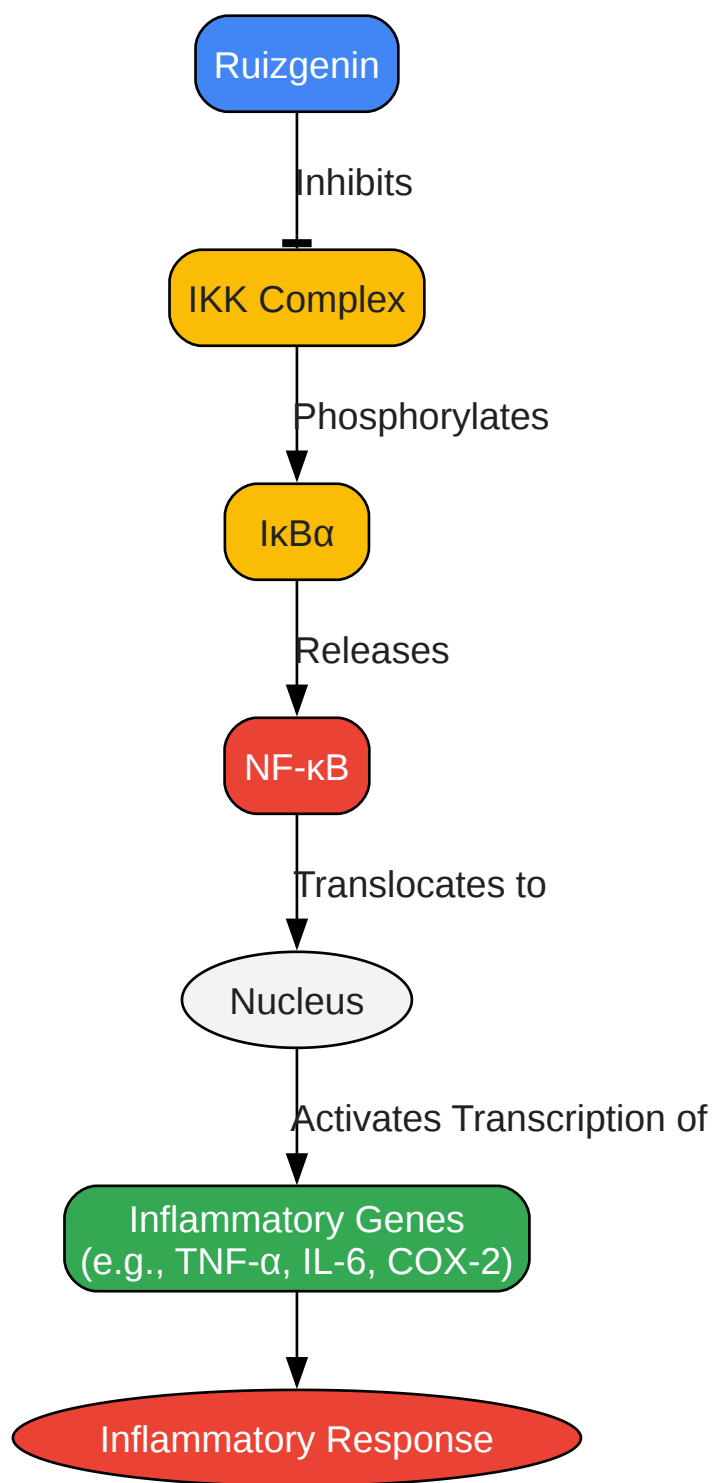 Ruizgenin
Inhibits
IKK Complex
Phosphorylates
IκBα
Releases
NF-κB
Translocates to
Nucleus
Activates Transcription of
Inflammatory Genes
(e.g., TNF-α, IL-6, COX-2)
Inflammatory Response